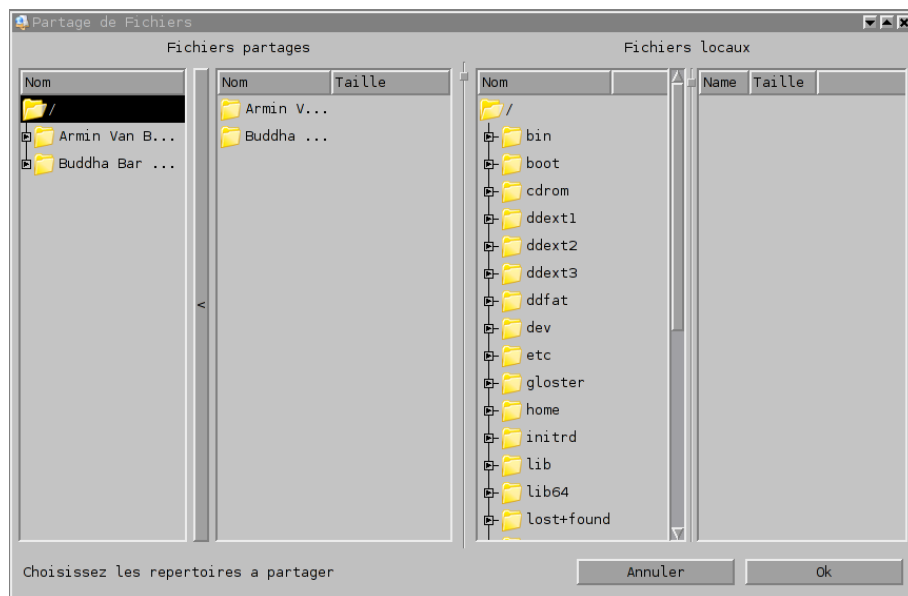 Partage de Fichiers
Fichiers partages
Fichiers locaux
Nom
/
Armin Van B...
Buddha Bar ...
<
Nom Taille
Armin V...
Buddha ...
Nom
/
bin
boot
cdrom
ddext1
ddext2
ddext3
ddfat
dev
etc
gloster
home
initrd
lib
lib64
lost+found
Name Taille
Choisissez les repertoires a partager
Annuler
Ok